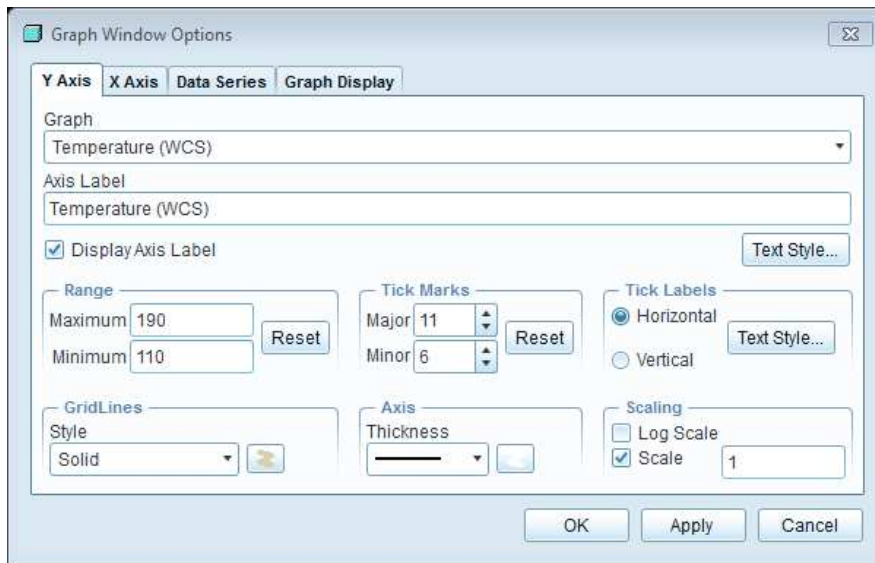 Graph Window Options
Y Axis X Axis Data Series Graph Display
Graph
Temperature (WCS)
Axis Label
Temperature (WCS)
Display Axis Label
Text Style...
Range
Maximum 190
Minimum 110
Reset
Tick Marks
Major 11
Minor 6
Reset
Tick Labels
Horizontal
Vertical
Text Style...
GridLines
Style
Solid
Axis
Thickness
Scaling
Log Scale
Scale 1
OK Apply Cancel